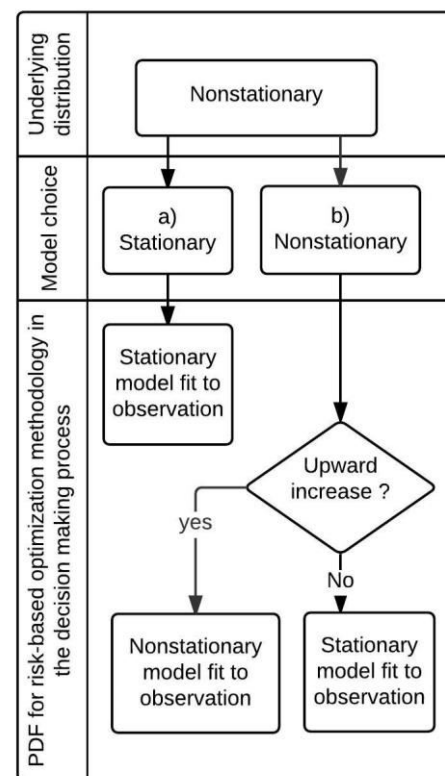 Underlying
distribution
Nonstationary
Model choice
a)
Stationary
b)
Nonstationary
PDF for risk-based optimization methodology in
the decision making process
Stationary
model fit to
observation
Upward
increase ?
yes
No
Nonstationary
model fit to
observation
Stationary
model fit to
observation